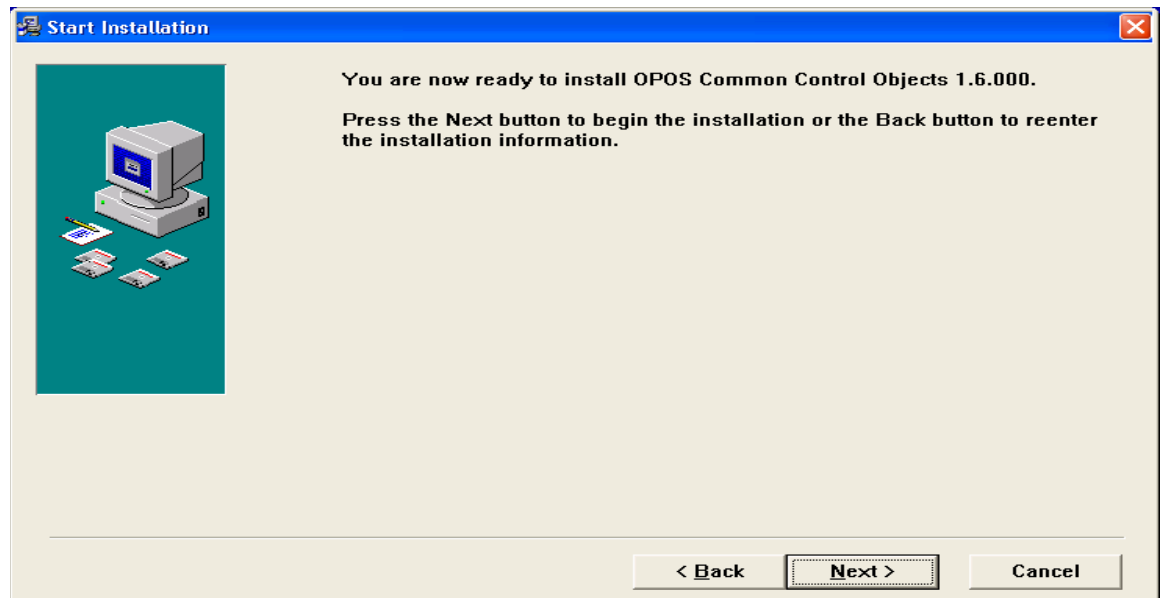 Start Installation
You are now ready to install OPOS Common Control Objects 1.6.000.
Press the Next button to begin the installation or the Back button to reenter
the installation information.
< Back
Next >
Cancel